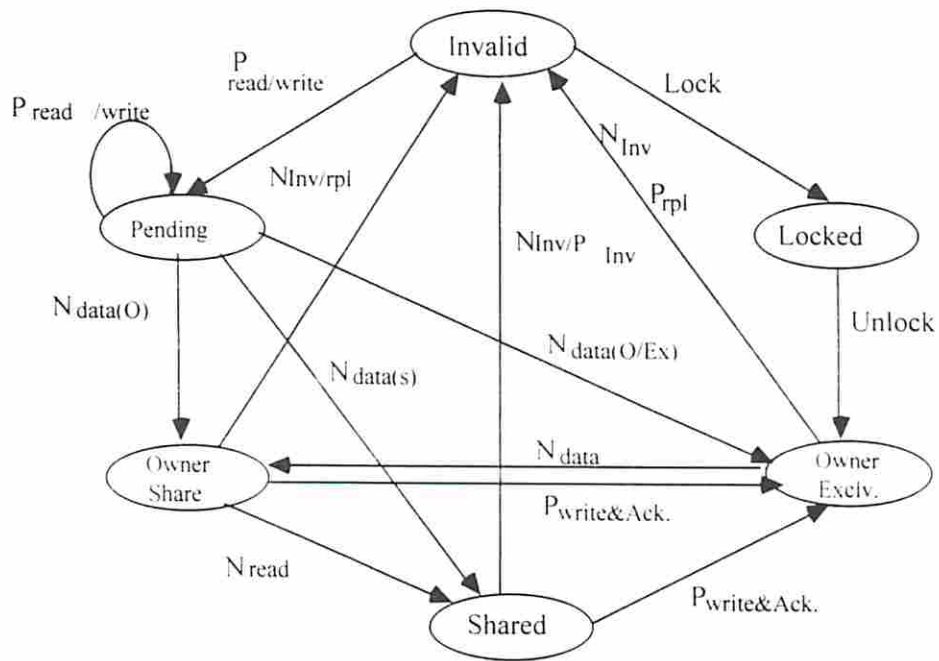 Invalid
P
read/write
Lock
P read /write
N Inv
NInv/rpl
P rpl
Pending
Locked
NInv/P Inv
N data(O)
Unlock
N data(O/Ex)
N data(s)
N data
Owner
Share
Owner
Exclv.
P write&Ack.
N read
Shared
P write&Ack.